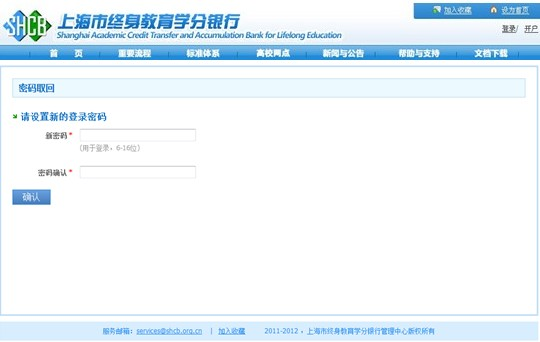 加入收藏 设为首页
SHCB 上海市终身教育学分银行
Shanghai Academic Credit Transfer and Accumulation Bank for Lifelong Education
登录/ 开户
首 页 重要流程 标准体系 高校网点 新闻与公告 帮助与支持 文档下载
密码取回
请设置新的登录密码
新密码*
(用于登录，6-16位)
密码确认*
确认
服务邮箱：services@shcb.org.cn | 加入收藏 2011-2012 ，上海市终身教育学分银行管理中心版权所有